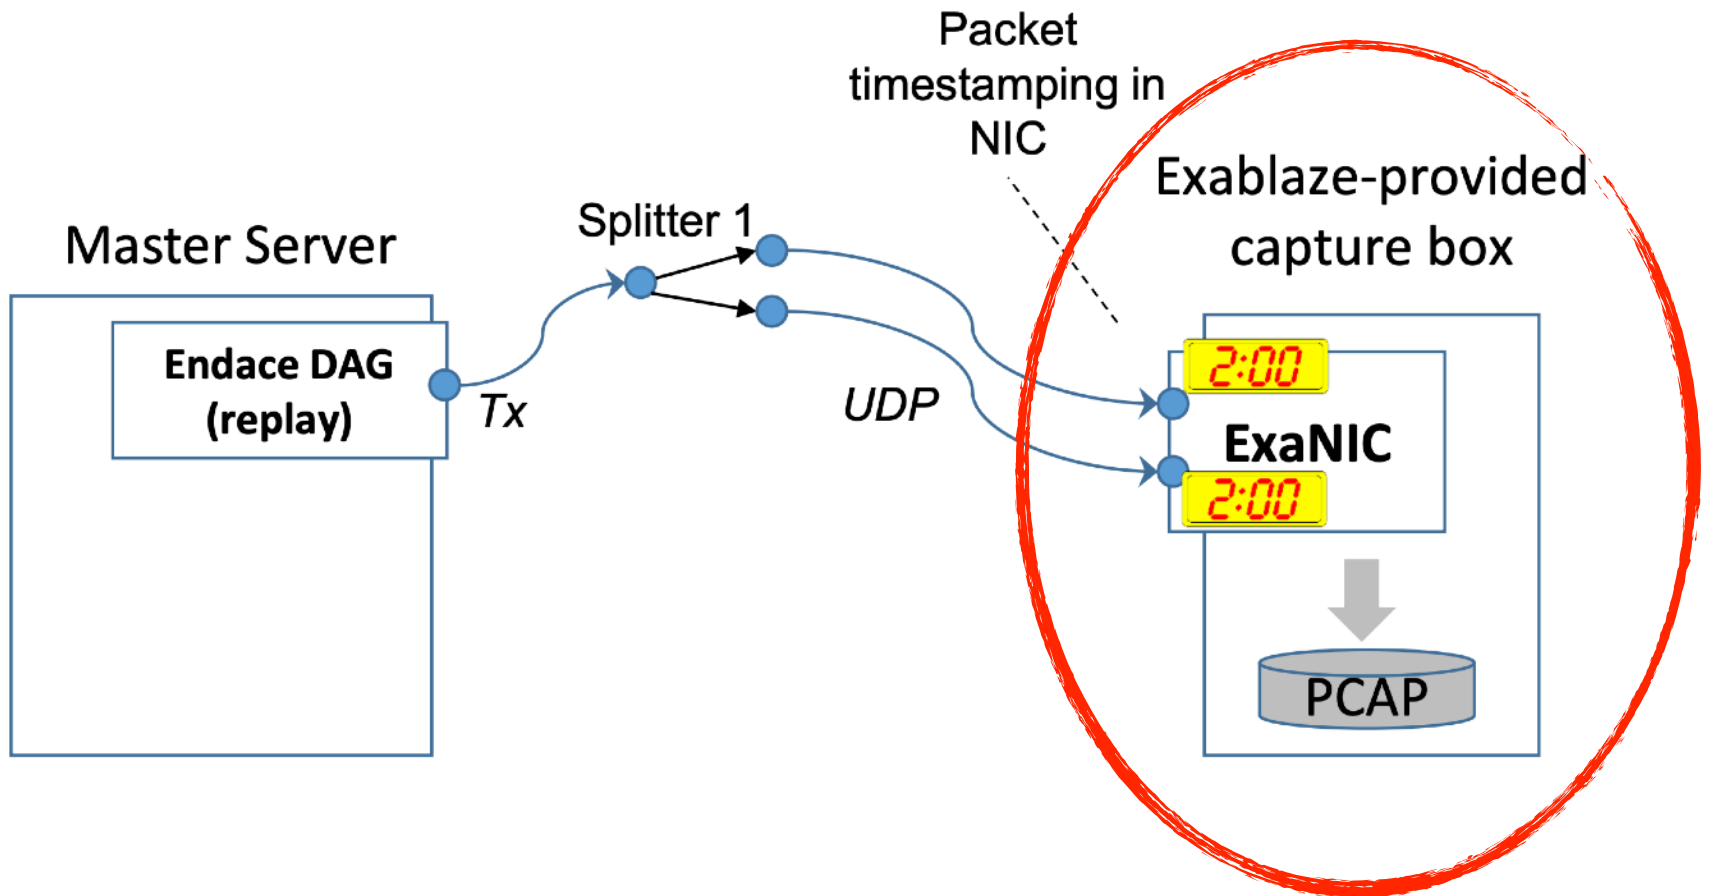 Packet
timestamping in
NIC
Exablaze-provided
capture box
Splitter 1
Master Server
Endace DAG
(replay)
Tx
UDP
2:00
ExaNIC
2:00
PCAP